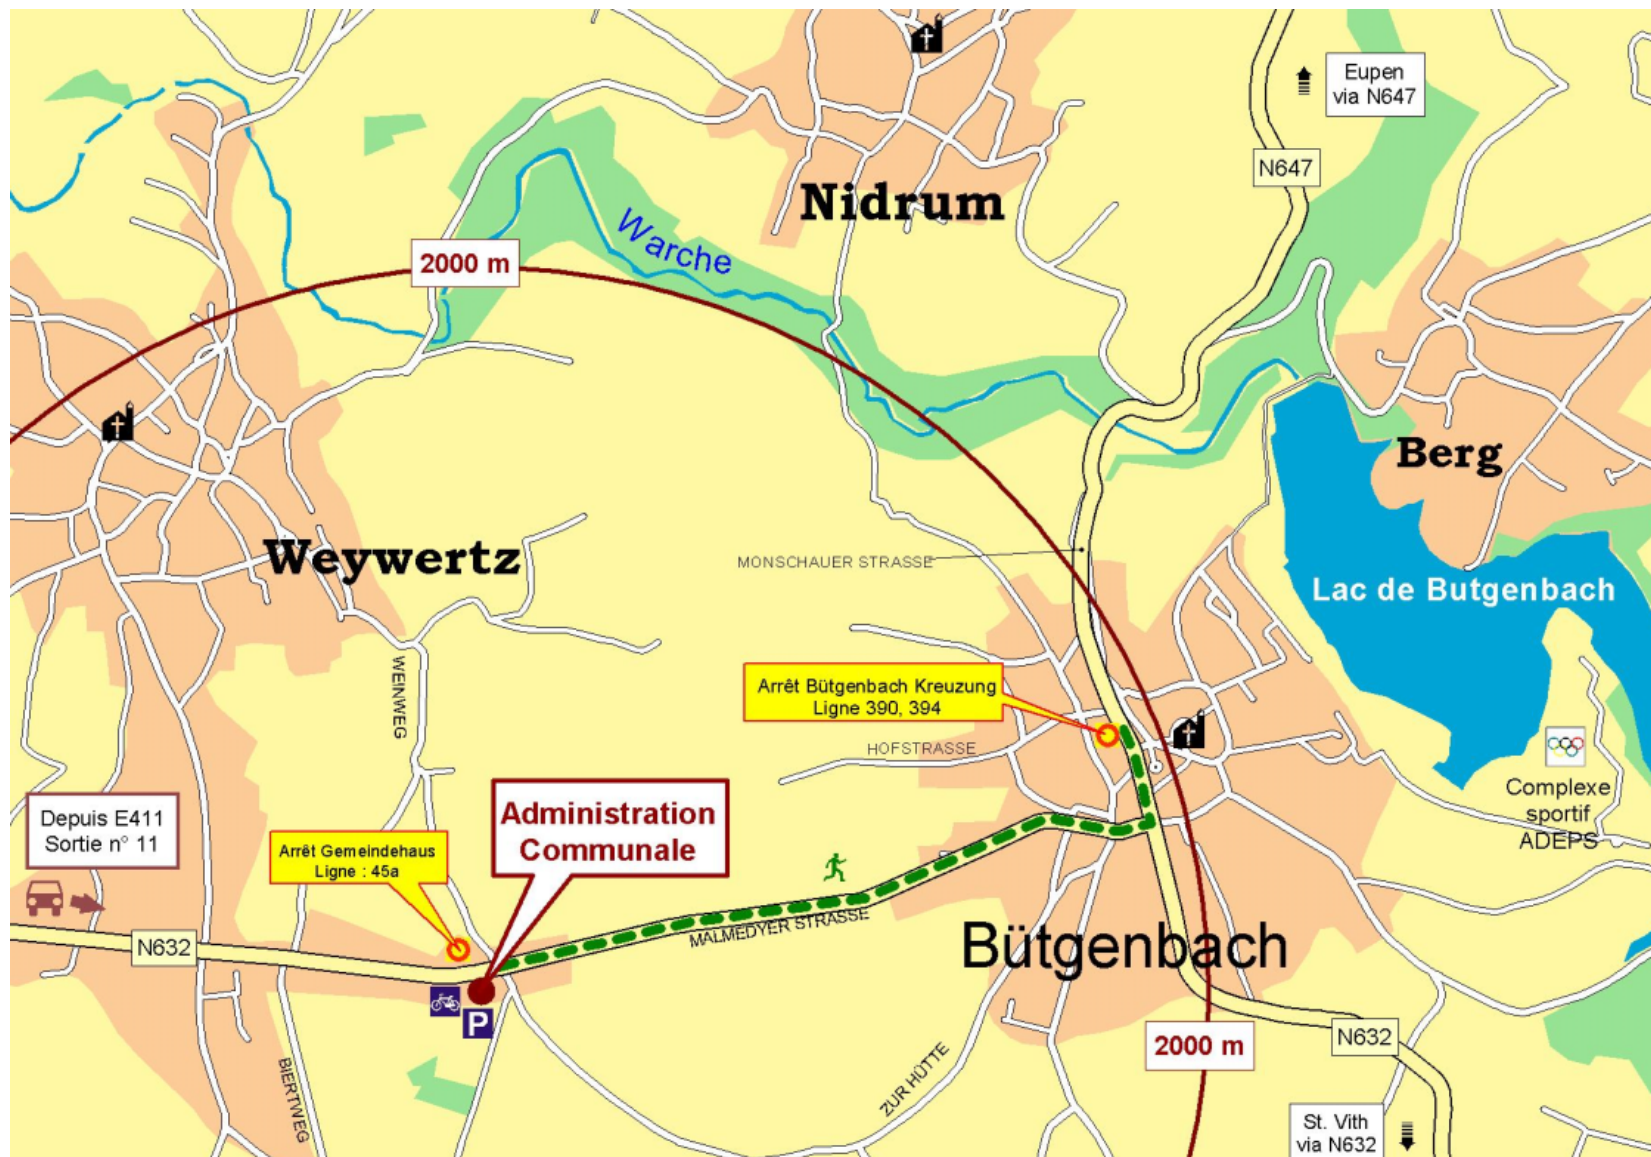 Eupen
via N647
N647
Nidrum
Warche
2000 m
Berg
Weywertz
MONSCHAUER STRASSE
Lac de Butgenbach
WEINWEG
Arrêt Bütgenbach Kreuzung
Ligne 390, 394
HOFSTRASSE
Complexe
sportif
ADEPS
Depuis E411
Sortie n° 11
Administration
Communale
Arrêt Gemeindehaus
Ligne : 45a
MALMEDYER STRASSE
N632
Bütgenbach
P
2000 m
N632
BIERTWEG
ZUR HÜTTE
St. Vith
via N632